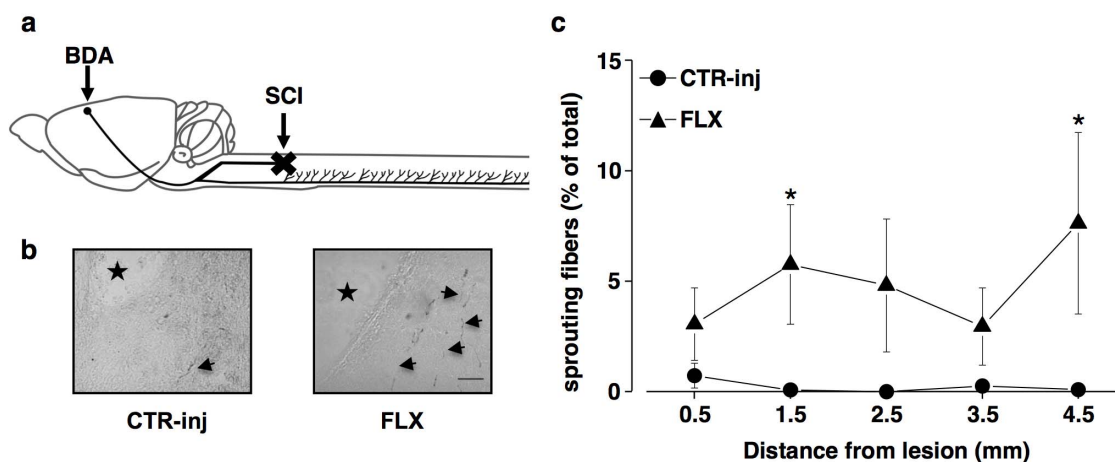 a
BDA
SCI
b
CTR-inj
FLX
c
15
10
5
0
sprouting fibers (% of total)
CTR-inj
FLX
*
*
0.5 1.5 2.5 3.5 4.5
Distance from lesion (mm)